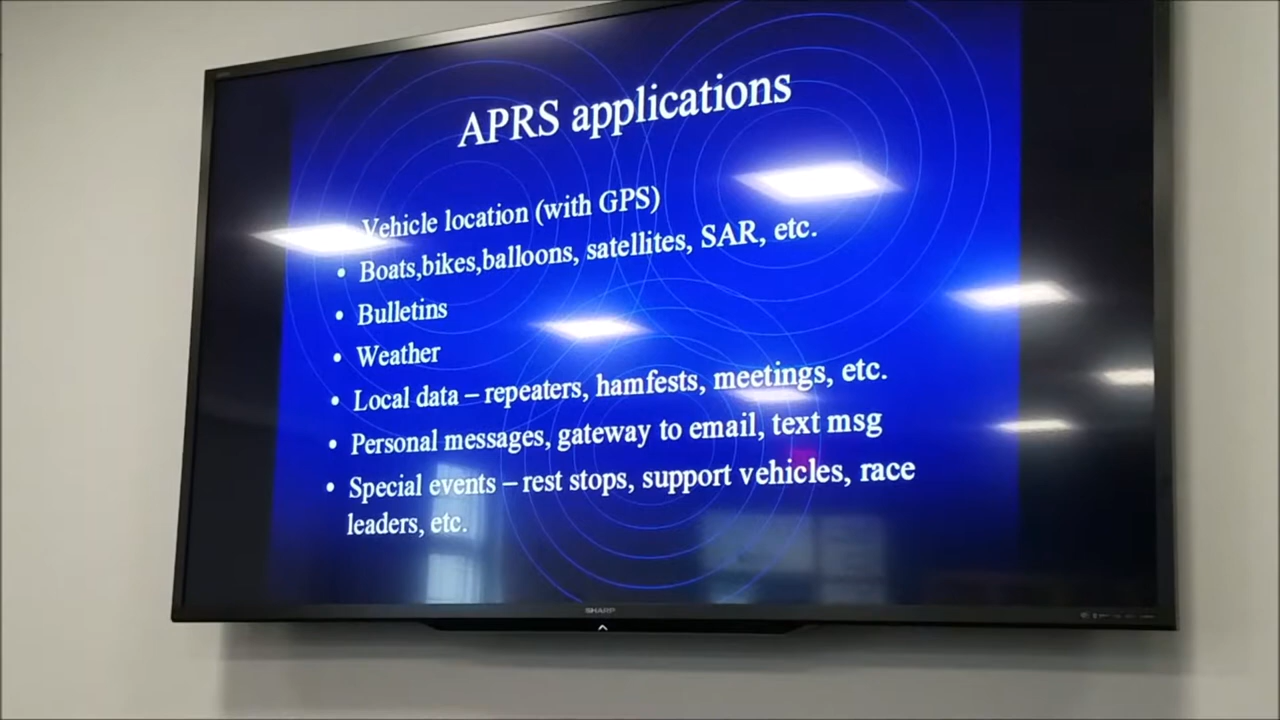 APRS applications
Vehicle location (with GPS)
• Boats,bikes,balloons, satellites, SAR, etc.
• Bulletins
• Weather
• Local data – repeaters, hamfests, meetings, etc.
• Personal messages, gateway to email, text msg
• Special events – rest stops, support vehicles, race
leaders, etc.
SHARP